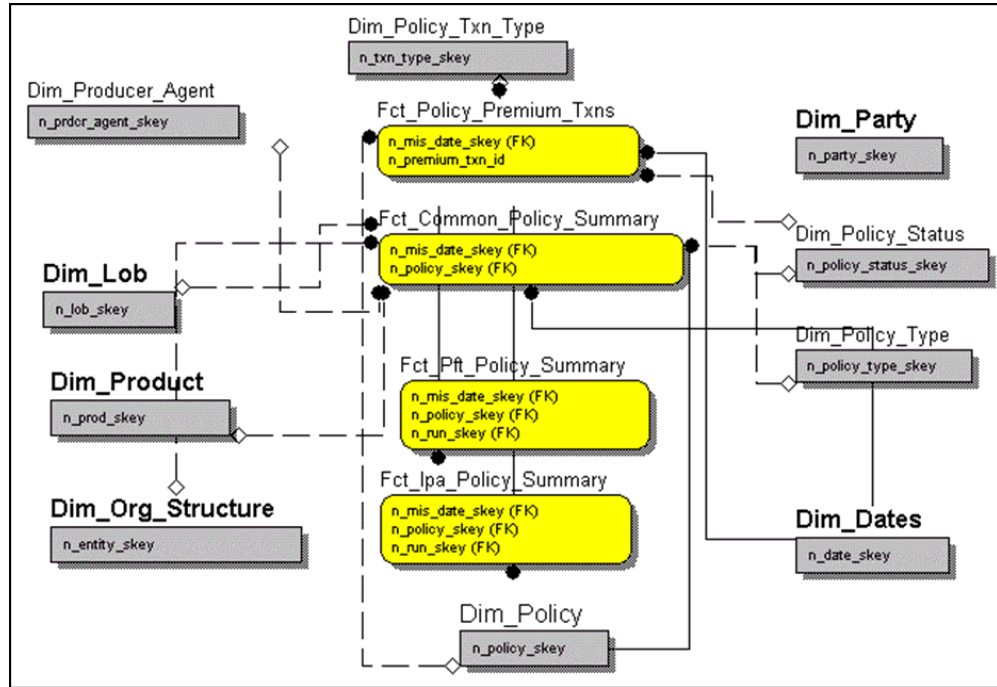 Dim_Policy_Txn_Type
n_txn_type_skey
Dim_Producer_Agent
n_prdcr_agent_skey
Fct_Policy_Premium_Txns
n_mis_date_skey (FK)
n_premium_txn_id
Dim_Party
n_party_skey
Fct_Common_Policy_Summary
n_mis_date_skey (FK)
n_policy_skey (FK)
Dim_Policy_Status
n_policy_status_skey
Dim_Lob
n_lob_skey
Dim_Policy_Type
n_policy_type_skey
Fct_Pft_Policy_Summary
n_mis_date_skey (FK)
n_policy_skey (FK)
n_run_skey (FK)
Dim_Product
n_prod_skey
Fct_Ipa_Policy_Summary
n_mis_date_skey (FK)
n_policy_skey (FK)
n_run_skey (FK)
Dim_Org_Structure
n_entity_skey
Dim_Dates
n_date_skey
Dim_Policy
n_policy_skey